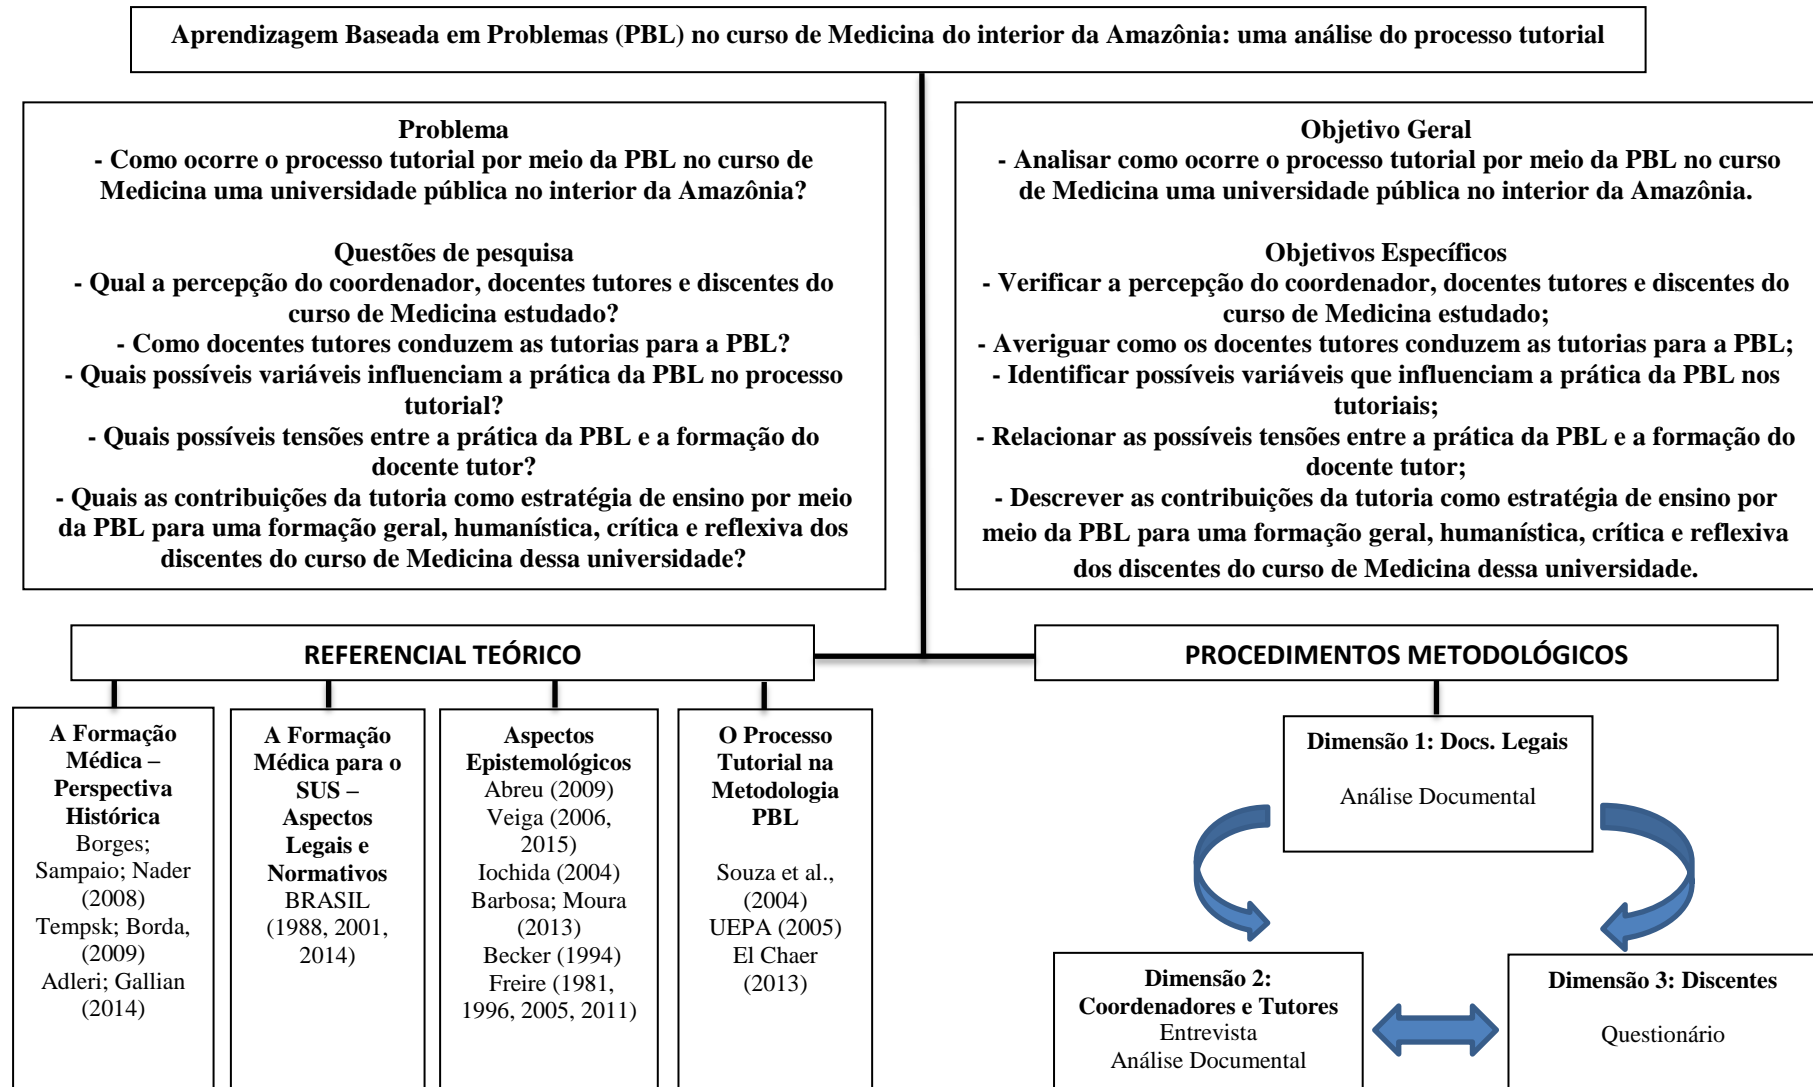 Aprendizagem Baseada em Problemas (PBL) no curso de Medicina do interior da Amazônia: uma análise do processo tutorial
Problema
- Como ocorre o processo tutorial por meio da PBL no curso de
Medicina uma universidade pública no interior da Amazônia?
Questões de pesquisa
- Qual a percepção do coordenador, docentes tutores e discentes do
curso de Medicina estudado?
- Como docentes tutores conduzem as tutorias para a PBL?
- Quais possíveis variáveis influenciam a prática da PBL no processo
tutorial?
- Quais possíveis tensões entre a prática da PBL e a formação do
docente tutor?
- Quais as contribuições da tutoria como estratégia de ensino por meio
da PBL para uma formação geral, humanística, crítica e reflexiva dos
discentes do curso de Medicina dessa universidade?
Objetivo Geral
- Analisar como ocorre o processo tutorial por meio da PBL no curso
de Medicina uma universidade pública no interior da Amazônia.
Objetivos Específicos
- Verificar a percepção do coordenador, docentes tutores e discentes do
curso de Medicina estudado;
- Averiguar como os docentes tutores conduzem as tutorias para a PBL;
- Identificar possíveis variáveis que influenciam a prática da PBL nos
tutoriais;
- Relacionar as possíveis tensões entre a prática da PBL e a formação do
docente tutor;
- Descrever as contribuições da tutoria como estratégia de ensino por
meio da PBL para uma formação geral, humanística, crítica e reflexiva
dos discentes do curso de Medicina dessa universidade.
REFERENCIAL TEÓRICO
A Formação
Médica –
Perspectiva
Histórica
Borges;
Sampaio; Nader
(2008)
Tempsk; Borda,
(2009)
Adleri; Gallian
(2014)
A Formação
Médica para o
SUS –
Aspectos
Legais e
Normativos
BRASIL
(1988, 2001,
2014)
Aspectos
Epistemológicos
Abreu (2009)
Veiga (2006,
2015)
Iochida (2004)
Barbosa; Moura
(2013)
Becker (1994)
Freire (1981,
1996, 2005, 2011)
O Processo
Tutorial na
Metodologia
PBL
Souza et al.,
(2004)
UEPA (2005)
El Chaer
(2013)
PROCEDIMENTOS METODOLÓGICOS
Dimensão 1: Docs. Legais
Análise Documental
Dimensão 2:
Coordenadores e Tutores
Entrevista
Análise Documental
Dimensão 3: Discentes
Questionário